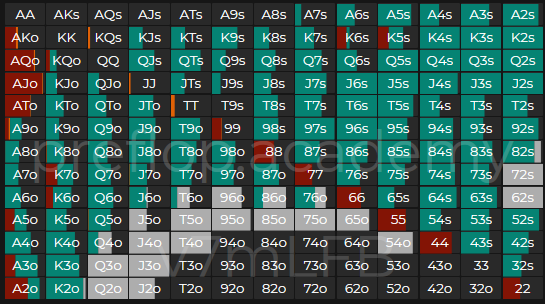 AA AKs AQs AJs ATs A9s A8s A7s A6s A5s A4s A3s A2s
AKo KK KQs KJs KTs K9s K8s K7s K6s K5s K4s K3s K2s
AQo KQo QQ QJs QTs Q9s Q8s Q7s Q6s Q5s Q4s Q3s Q2s
AJo KJo QJo JJ JTs J9s J8s J7s J6s J5s J4s J3s J2s
ATo KTo QTo JTo TT T9s T8s T7s T6s T5s T4s T3s T2s
A9o K9o Q9o J9o T9o 99 98s 97s 96s 95s 94s 93s 92s
A8o K8o Q8o J8o T8o 98o 88 87s 86s 85s 84s 83s 82s
preflop.academy
A7o K7o Q7o J7o T7o 97o 87o 77 76s 75s 74s 73s 72s
A6o K6o Q6o J6o T6o 96o 86o 76o 66 65s 64s 63s 62s
A5o K5o Q5o J5o T5o 95o 85o 75o 65o 55 54s 53s 52s
A4o K4o Q4o J4o T4o 94o 84o 74o 64o 54o 44 43s 42s
V7mLFB
A3o K3o Q3o J3o T3o 93o 83o 73o 63o 53o 43o 33 32s
A2o K2o Q2o J2o T2o 92o 82o 72o 62o 52o 42o 32o 22